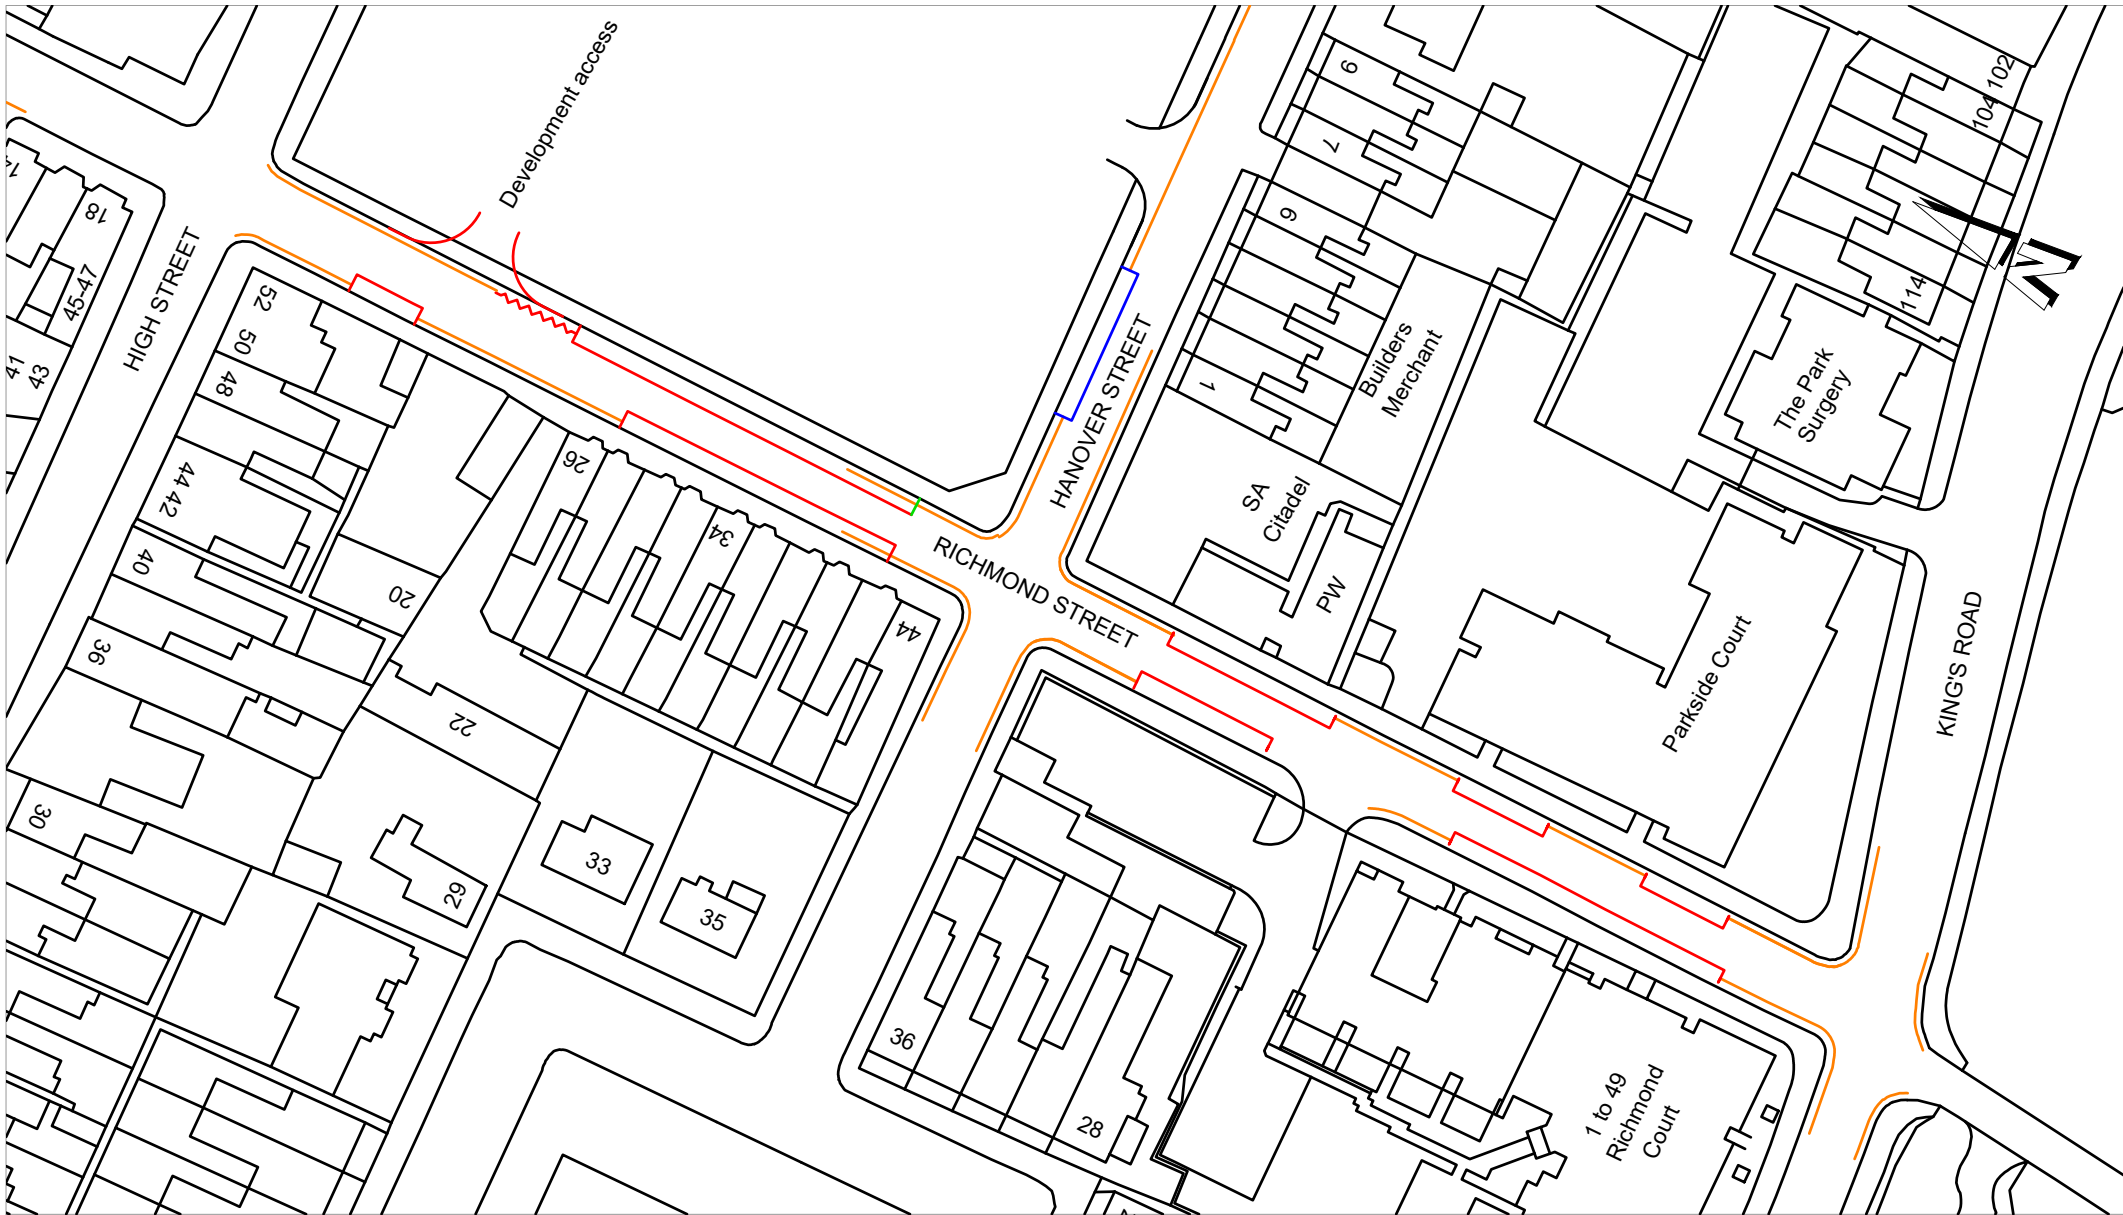 Development access
9
7
6
1
102
104
114
14
18
45-47
41
43
HIGH STREET
52
50
48
44 42
40
36
30
20
22
26
34
44
29
33
35
HANOVER STREET
RICHMOND STREET
Builders
Merchant
SA
Citadel
PW
The Park
Surgery
Parkside Court
KING'S ROAD
36
28
1 to 49
Richmond
Court
N